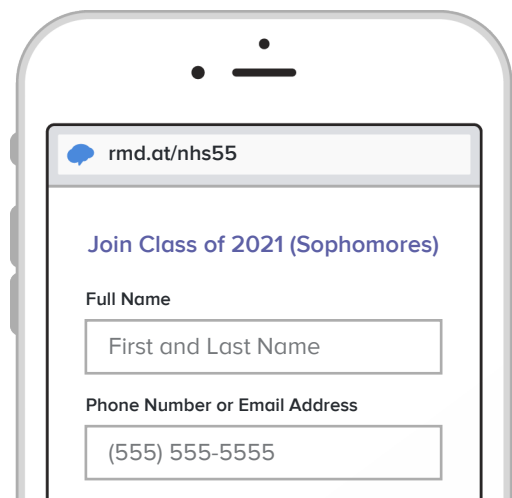 rmd.at/nhs55
Join Class of 2021 (Sophomores)
Full Name
First and Last Name
Phone Number or Email Address
(555) 555-5555